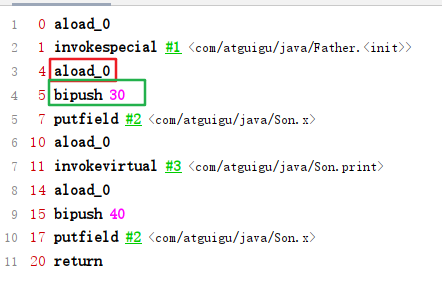 1 0 aload_0
2 1 invokespecial #1 <com/atguigu/java/Father.<init>>
3 4 aload_0
4 5 bipush 30
5 7 putfield #2 <com/atguigu/java/Son.x>
6 10 aload_0
7 11 invokevirtual #3 <com/atguigu/java/Son.print>
8 14 aload_0
9 15 bipush 40
10 17 putfield #2 <com/atguigu/java/Son.x>
11 20 return